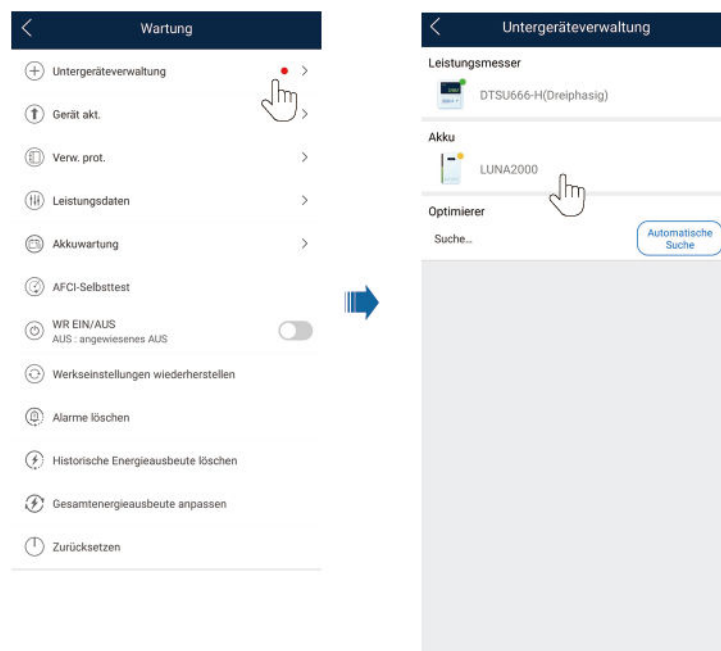 Wartung
Untergeräteverwaltung
Gerät akt.
Verw. prot.
Leistungsdaten
Akkuwartung
AFCI-Selbsttest
WR EIN/AUS
AUS : angewiesenes AUS
Werkseinstellungen wiederherstellen
Alarme löschen
Historische Energieausbeute löschen
Gesamtenergieausbeute anpassen
Zurücksetzen
Untergeräteverwaltung
Leistungsmesser
DTSU666-H(Dreiphasig)
Akku
LUNA2000
Optimierer
Suche...
Automatische
Suche